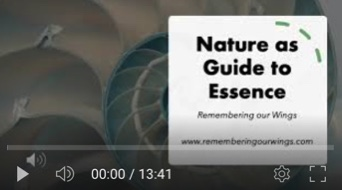 Nature as
Guide to
Essence
Remembering our Wings
www.rememberingourwings.com
00:00 / 13:41